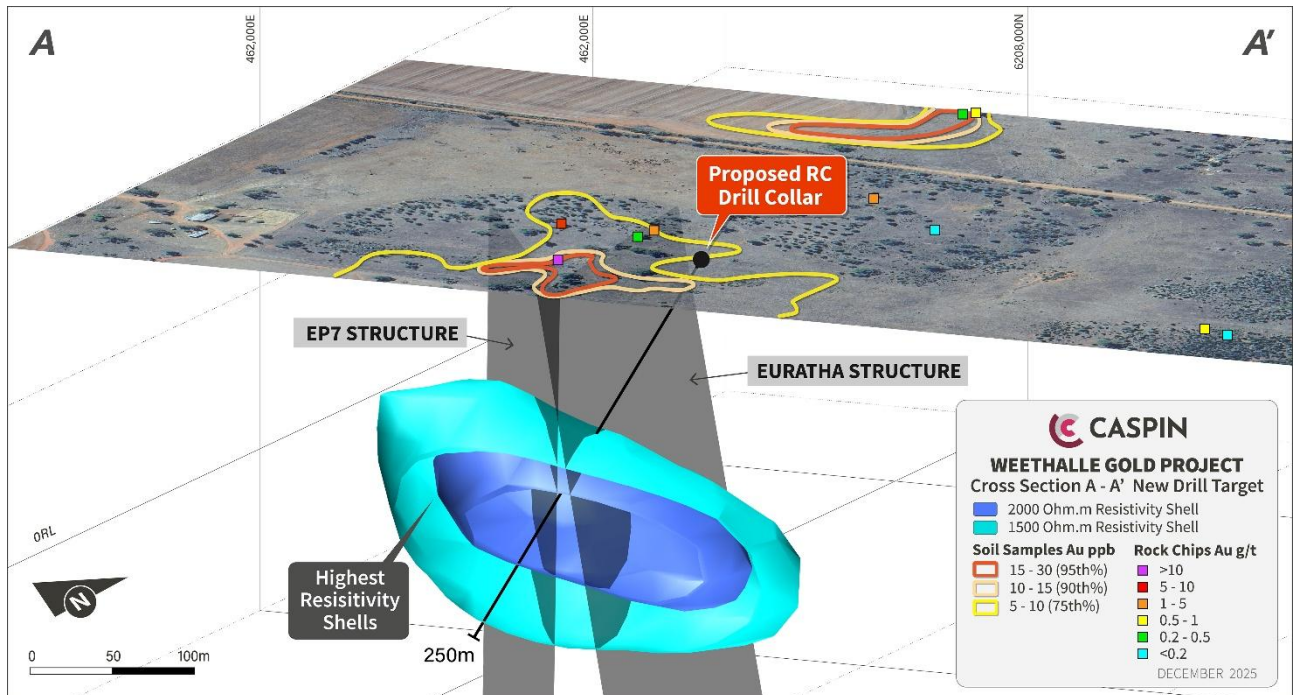 A
462,000E
462,000E
6208,000N
A'
Proposed RC
Drill Collar
EP7 STRUCTURE
EURATHA STRUCTURE
0RL
N
Highest
Resisitivity
Shells
250m
0 50 100m
CASPIN
WEETHALLE GOLD PROJECT
Cross Section A - A' New Drill Target
2000 Ohm.m Resistivity Shell
1500 Ohm.m Resistivity Shell
Soil Samples Au ppb
15 - 30 (95th%)
10 - 15 (90th%)
5 - 10 (75th%)
Rock Chips Au g/t
>10
5 - 10
1 - 5
0.5 - 1
0.2 - 0.5
<0.2
DECEMBER 2025